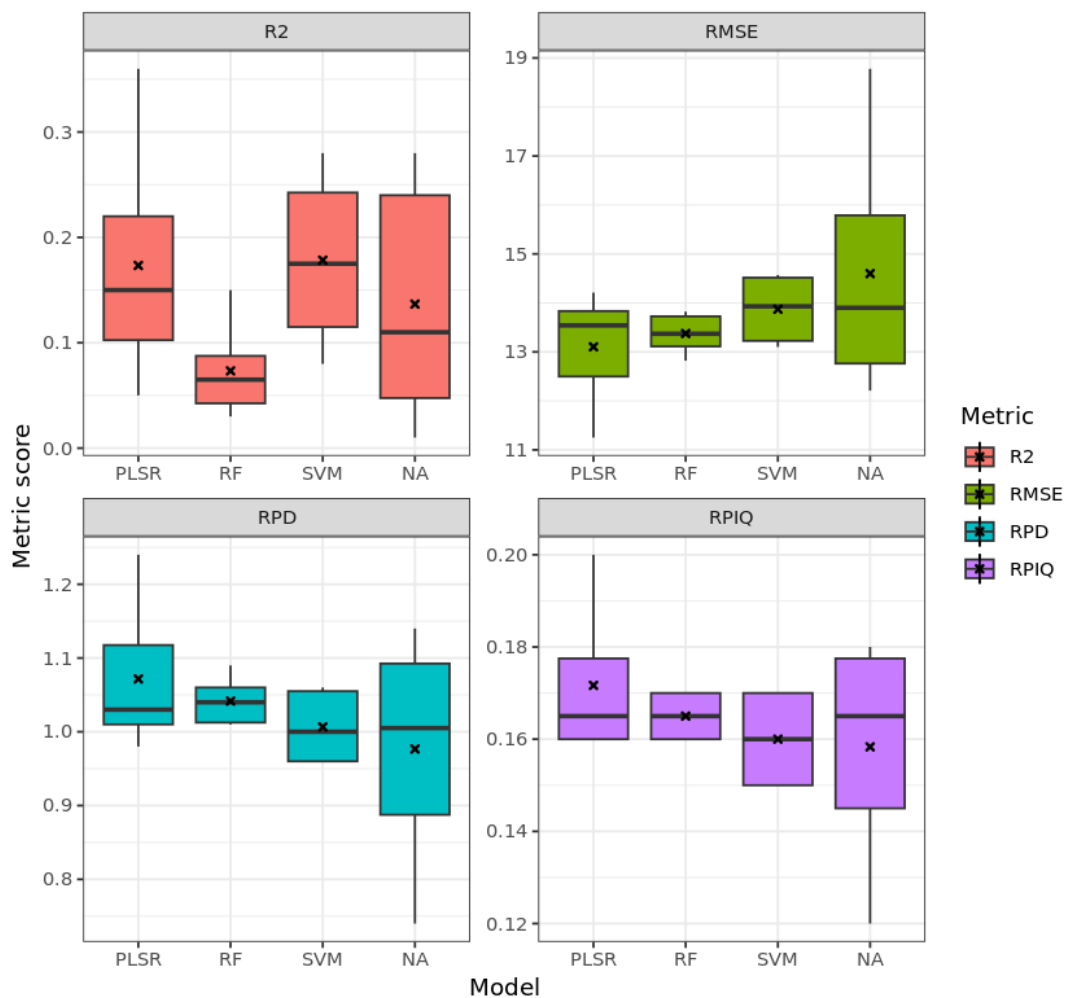 R2
RMSE
0.3
0.2
0.1
0.0
19
17
15
13
11
PLSR RF SVM NA
PLSR RF SVM NA
RPD
RPIQ
1.2
1.1
1.0
0.9
0.8
0.20
0.18
0.16
0.14
0.12
PLSR RF SVM NA
PLSR RF SVM NA
Metric score
Model
Metric
R2
RMSE
RPD
RPIQ